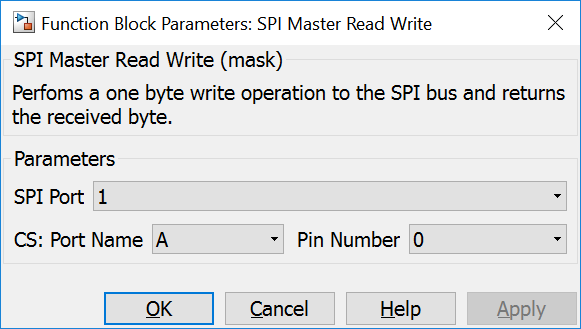 Function Block Parameters: SPI Master Read Write
SPI Master Read Write (mask)
Perfoms a one byte write operation to the SPI bus and returns
the received byte.
Parameters
SPI Port 1
CS: Port Name A Pin Number 0
OK Cancel Help Apply